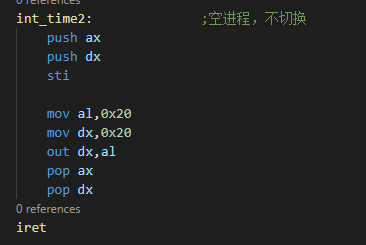 0 references
int_time2:                ;空进程，不切换
    push ax
    push dx
    sti

    mov al,0x20
    mov dx,0x20
    out dx,al
    pop ax
    pop dx
0 references
iret